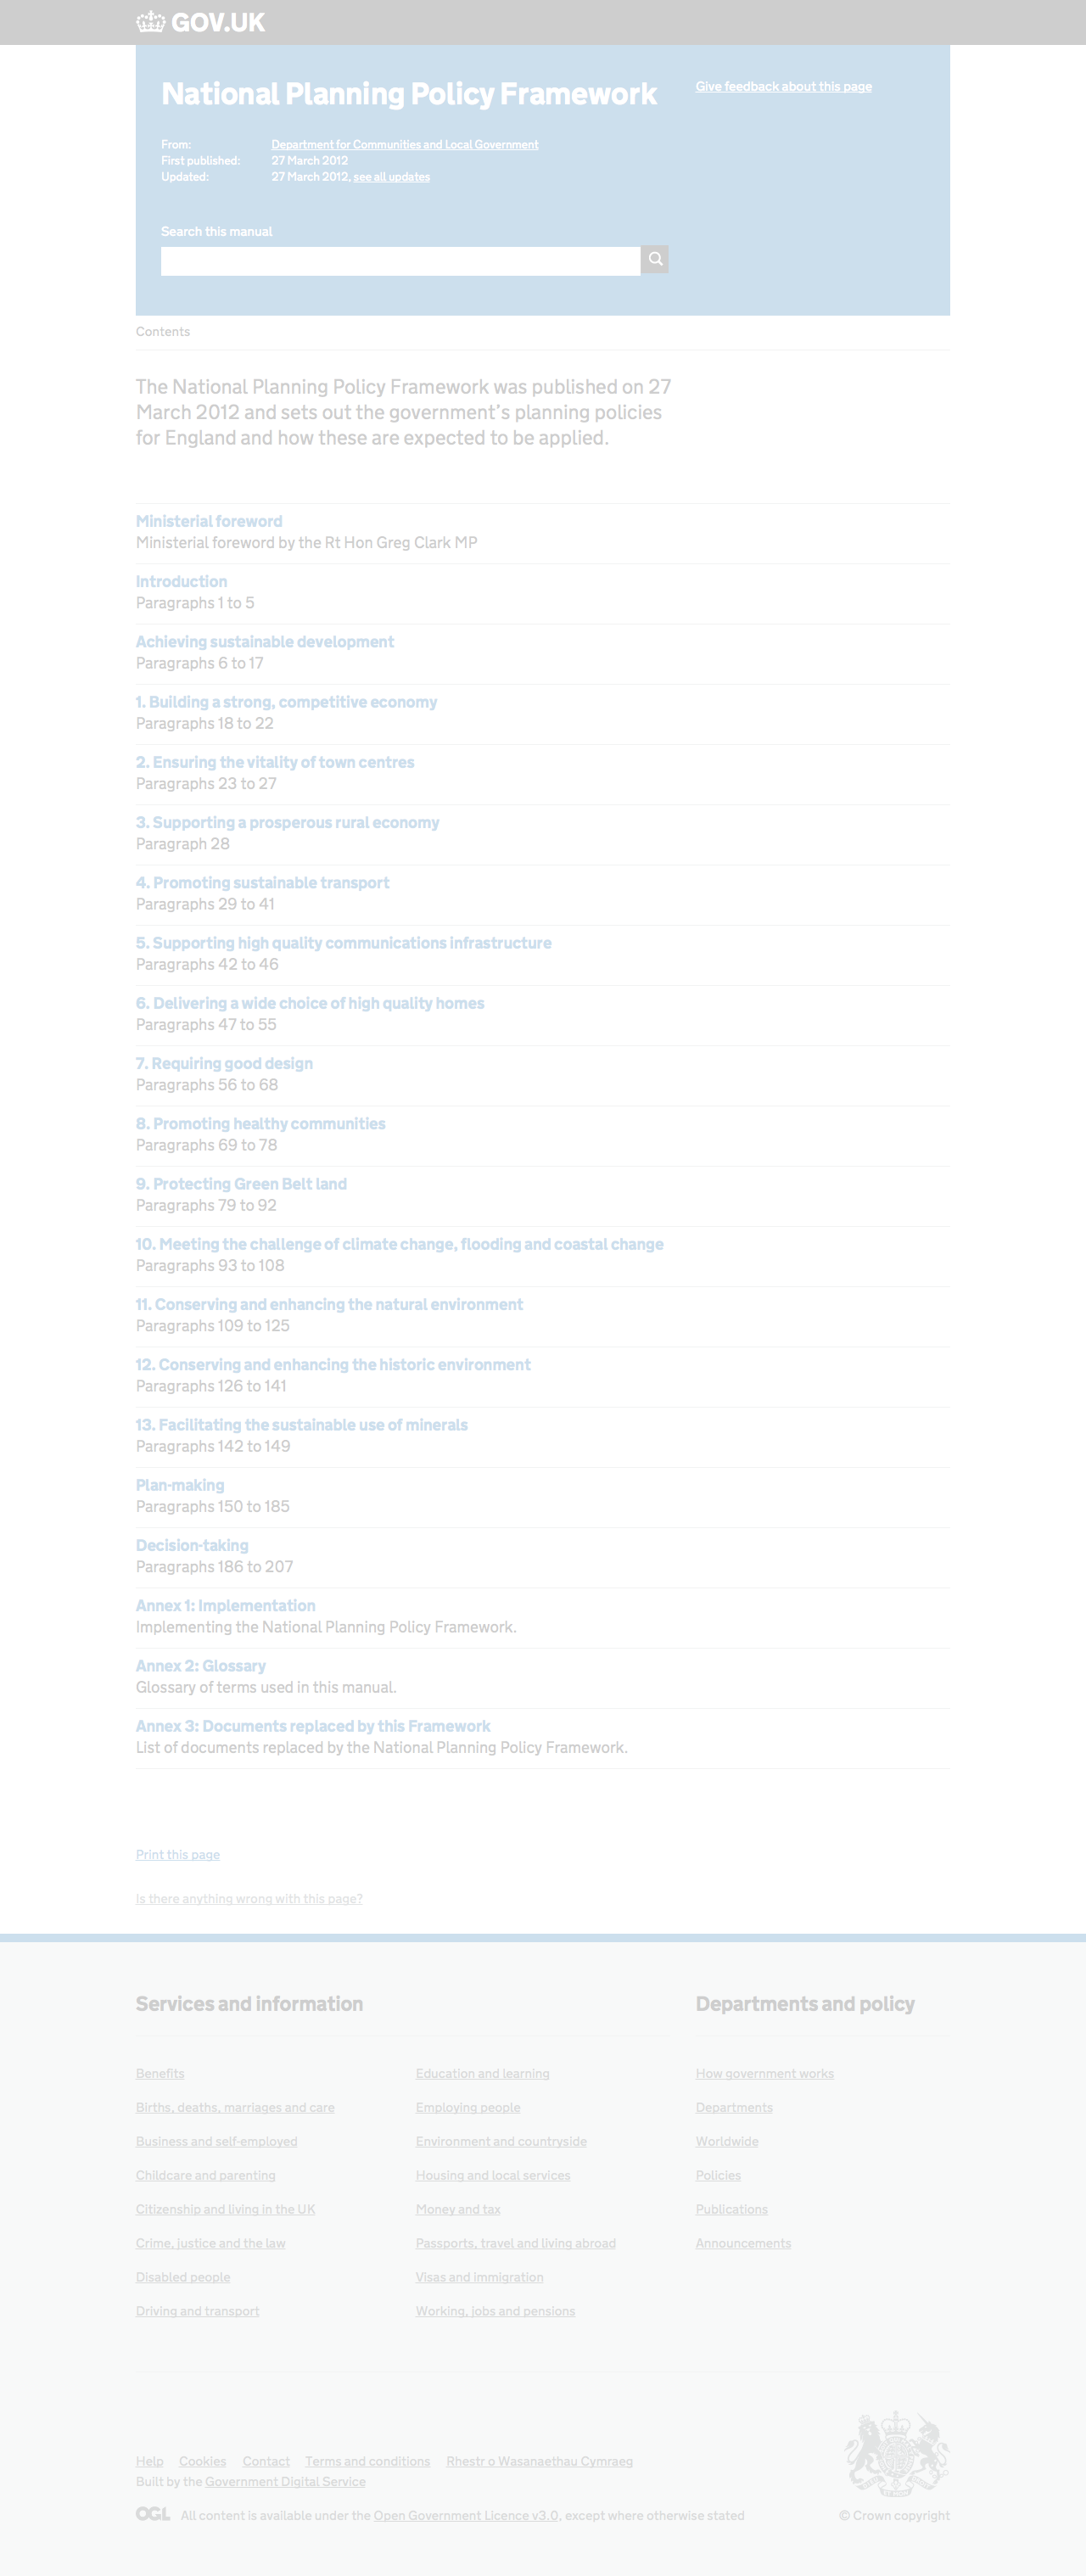 GOV.UK
National Planning Policy Framework
Give feedback about this page
From: Department for Communities and Local Government
First published: 27 March 2012
Updated: 27 March 2012, see all updates
Search this manual
Contents
The National Planning Policy Framework was published on 27
March 2012 and sets out the government's planning policies
for England and how these are expected to be applied.
Ministerial foreword
Ministerial foreword by the Rt Hon Greg Clark MP
Introduction
Paragraphs 1 to 5
Achieving sustainable development
Paragraphs 6 to 17
1. Building a strong, competitive economy
Paragraphs 18 to 22
2. Ensuring the vitality of town centres
Paragraphs 23 to 27
3. Supporting a prosperous rural economy
Paragraph 28
4. Promoting sustainable transport
Paragraphs 29 to 41
5. Supporting high quality communications infrastructure
Paragraphs 42 to 46
6. Delivering a wide choice of high quality homes
Paragraphs 47 to 55
7. Requiring good design
Paragraphs 56 to 68
8. Promoting healthy communities
Paragraphs 69 to 78
9. Protecting Green Belt land
Paragraphs 79 to 92
10. Meeting the challenge of climate change, flooding and coastal change
Paragraphs 93 to 108
11. Conserving and enhancing the natural environment
Paragraphs 109 to 125
12. Conserving and enhancing the historic environment
Paragraphs 126 to 141
13. Facilitating the sustainable use of minerals
Paragraphs 142 to 149
Plan-making
Paragraphs 150 to 185
Decision-taking
Paragraphs 186 to 207
Annex 1: Implementation
Implementing the National Planning Policy Framework.
Annex 2: Glossary
Glossary of terms used in this manual.
Annex 3: Documents replaced by this Framework
List of documents replaced by the National Planning Policy Framework.
Print this page
Is there anything wrong with this page?
Services and information
Benefits
Births, deaths, marriages and care
Business and self-employed
Childcare and parenting
Citizenship and living in the UK
Crime, justice and the law
Disabled people
Driving and transport
Education and learning
Employing people
Environment and countryside
Housing and local services
Money and tax
Passports, travel and living abroad
Visas and immigration
Working, jobs and pensions
Departments and policy
How government works
Departments
Worldwide
Policies
Publications
Announcements
Help Cookies Contact Terms and conditions Rhestr o Wasanaethau Cymraeg
Built by the Government Digital Service
OGL All content is available under the Open Government Licence v3.0, except where otherwise stated
© Crown copyright